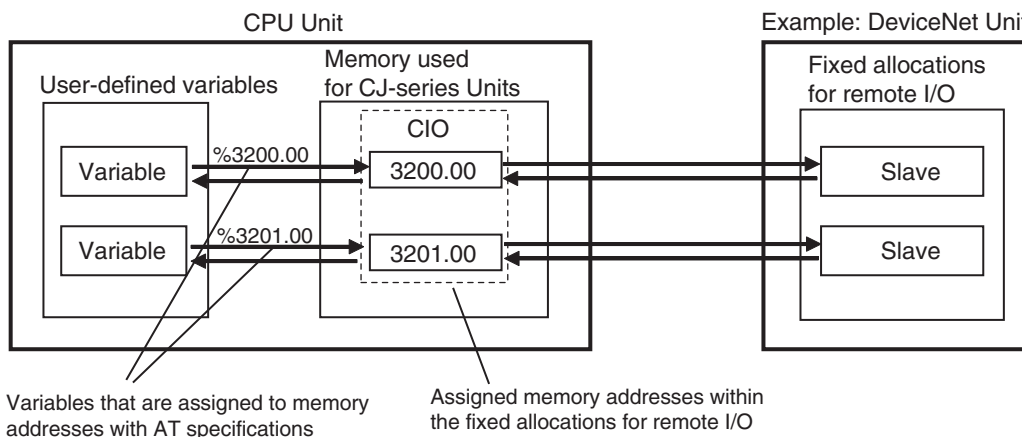 CPU Unit
Example: DeviceNet Uni
User-defined variables
Memory used
for CJ-series Units
Fixed allocations
for remote I/O
CIO
Variable
%3200.00
3200.00
Slave
Variable
%3201.00
3201.00
Slave
Variables that are assigned to memory
addresses with AT specifications
Assigned memory addresses within
the fixed allocations for remote I/O